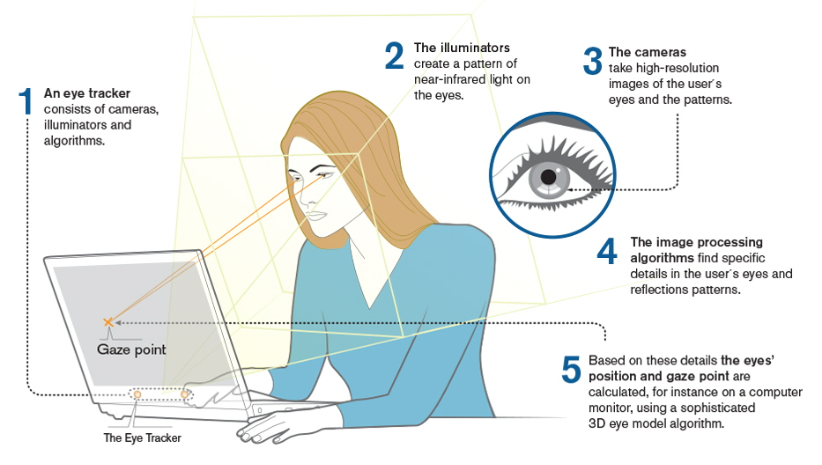 1
An eye tracker
consists of cameras,
illuminators and
algorithms.
2
The illuminators
create a pattern of
near-infrared light on
the eyes.
3
The cameras
take high-resolution
images of the user's
eyes and the patterns.
4
The image processing
algorithms find specific
details in the user's eyes and
reflections patterns.
5
Based on these details the eyes'
position and gaze point are
calculated, for instance on a computer
monitor, using a sophisticated
3D eye model algorithm.
Gaze point
The Eye Tracker